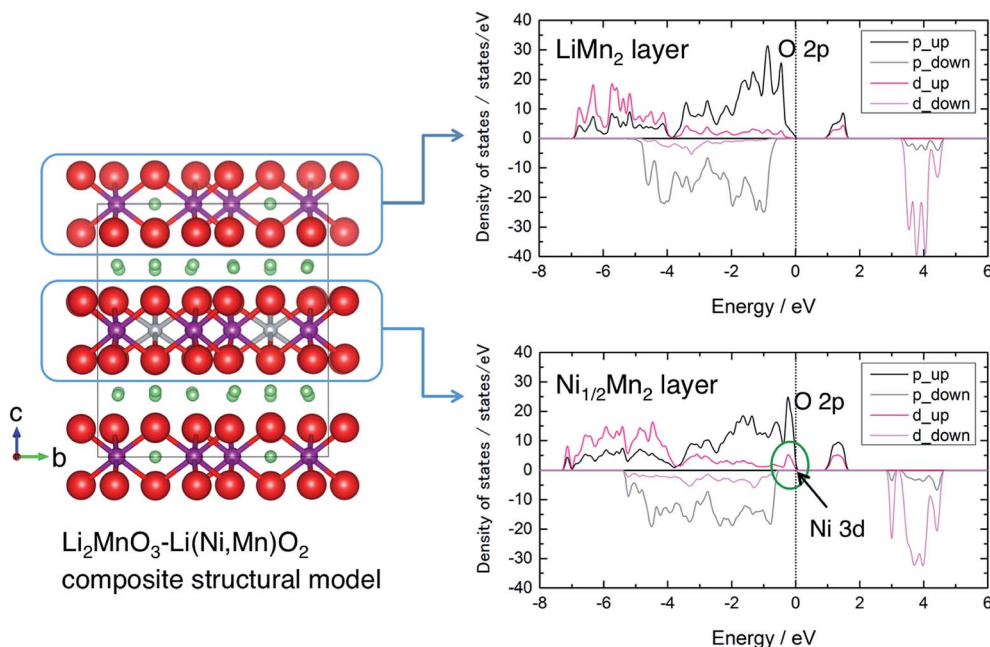 c
b
Li2MnO3-Li(Ni,Mn)O2
composite structural model
Density of states / states/eV
40
30
20
10
0
-10
-20
-30
-40
LiMn2 layer
O 2p
p_up
p_down
d_up
d_down
-8 -6 -4 -2 0 2 4 6
Energy / eV
Density of states / states/eV
40
30
20
10
0
-10
-20
-30
-40
Ni1/2Mn2 layer
O 2p
Ni 3d
p_up
p_down
d_up
d_down
-8 -6 -4 -2 0 2 4 6
Energy / eV